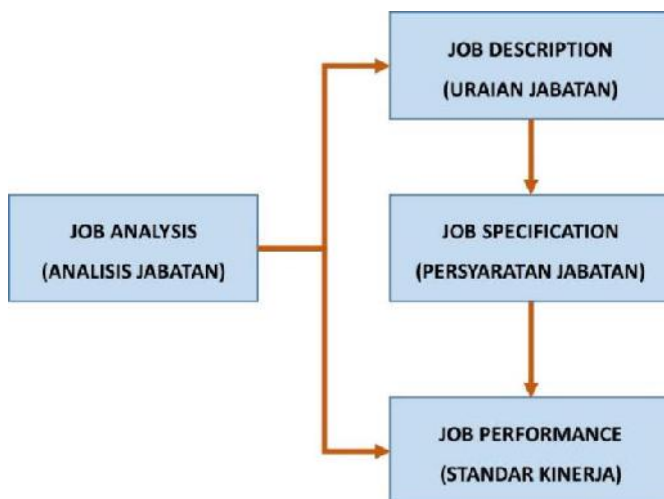 JOB DESCRIPTION
(URAIAN JABATAN)
JOB ANALYSIS
(ANALISIS JABATAN)
JOB SPECIFICATION
(PERSYARATAN JABATAN)
JOB PERFORMANCE
(STANDAR KINERJA)